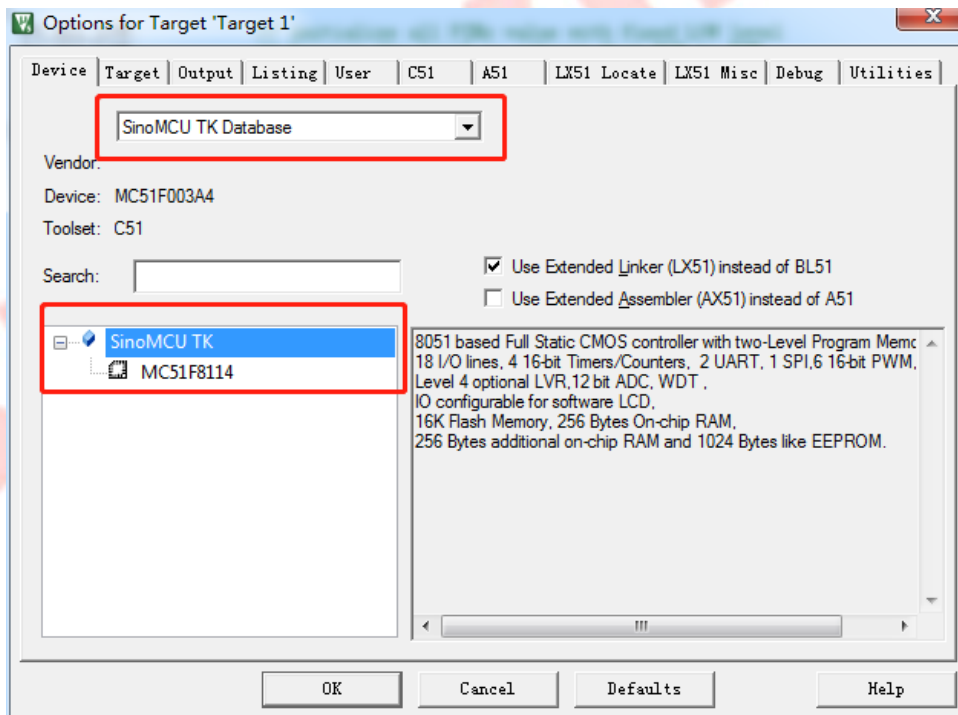 Options for Target 'Target 1'
Device Target Output Listing User C51 A51 LX51 Locate LX51 Misc Debug Utilities
SinoMCU TK Database
Vendor:
Device: MC51F003A4
Toolset: C51
Search:
Use Extended Linker (LX51) instead of BL51
Use Extended Assembler (AX51) instead of A51
SinoMCU TK
MC51F8114
8051 based Full Static CMOS controller with two-Level Program Memc
18 I/O lines, 4 16-bit Timers/Counters, 2 UART, 1 SPI,6 16-bit PWM,
Level 4 optional LVR,12 bit ADC, WDT ,
IO configurable for software LCD,
16K Flash Memory, 256 Bytes On-chip RAM,
256 Bytes additional on-chip RAM and 1024 Bytes like EEPROM.
OK Cancel Defaults Help